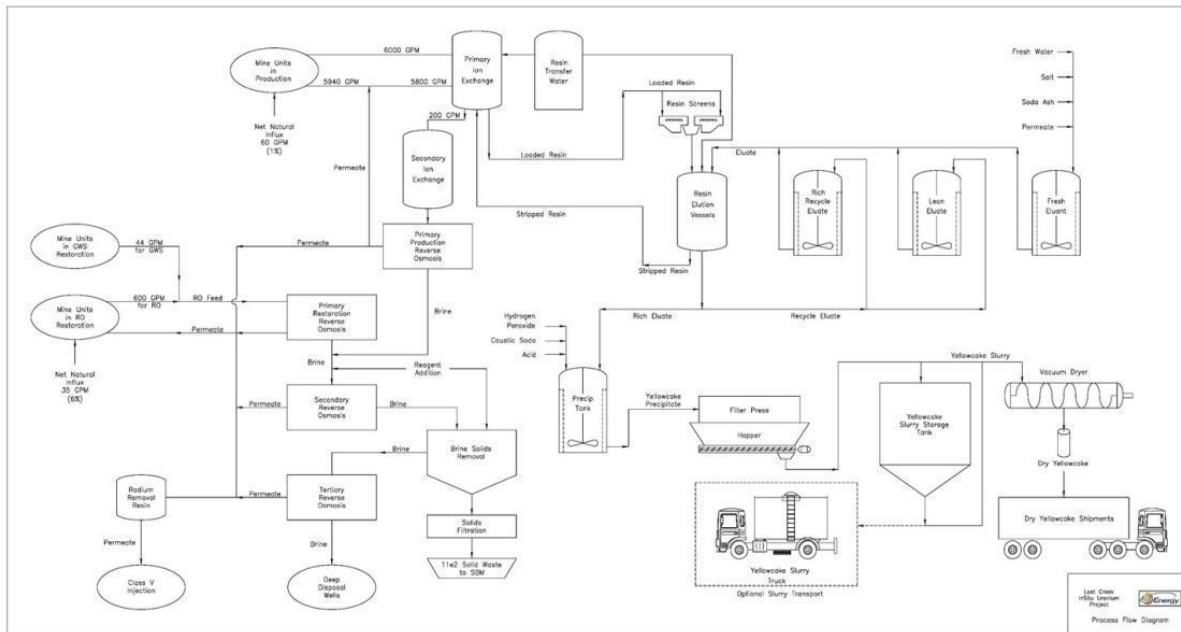 6000 GPM
Mine Units
in
Production
5940 GPM
5800 GPM
Net Natural
Influx
60 GPM
(1%)
Primary
Ion
Exchange
Resin
Transfer
Water
200 GPM
Permeate
Secondary
Ion
Exchange
Loaded Resin
Loaded Resin
Resin Screens
Resin
Elution
Vessels
Stripped Resin
Stripped Resin
Eluate
Rich
Recycle
Eluate
Lean
Eluate
Fresh
Eluant
Fresh Water
Salt
Soda Ash
Permeate
Mine Units
in GWS
Restoration
44 GPM
for GWS
Permeate
Primary
Production
Reverse
Osmosis
Mine Units
in RO
Restoration
600 GPM
for RO
RO Feed
Permeate
Net Natural
Influx
35 GPM
(6%)
Primary
Restoration
Reverse
Osmosis
Brine
Brine
Reagent
Addition
Secondary
Reverse
Osmosis
Permeate
Brine
Brine Solids
Removal
Brine
Radium
Removal
Resin
Permeate
Tertiary
Reverse
Osmosis
Solids
Filtration
Permeate
Brine
11e2 Solid Waste
to SBM
Class V
Injection
Deep
Disposal
Wells
Rich Eluate
Recycle Eluate
Hydrogen
Peroxide
Caustic Soda
Acid
Precip
Tank
Yellowcake
Precipitate
Filter Press
Hopper
Yellowcake Slurry
Yellowcake
Slurry Storage
Tank
Vacuum Dryer
Dry Yellowcake
Dry Yellowcake Shipments
Yellowcake Slurry
Truck
Optional Slurry Transport
Lost Creek
InSitu Uranium
Project
Energy
Process Flow Diagram